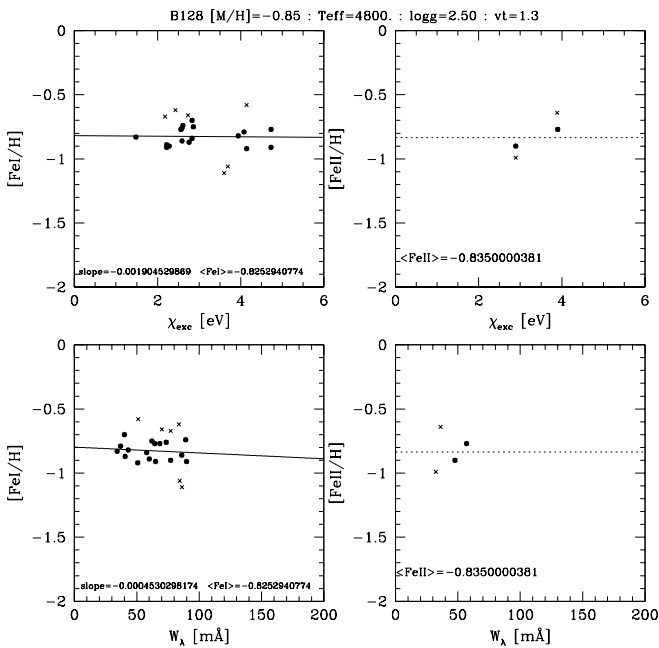 B128 [M/H]=−0.85 : Teff=4800. : logg=2.50 : vt=1.3
0
−0.5
−1
−1.5
−2
[FeI/H]
slope=−0.001904529869 <FeI>=−0.8252940774
0 2 4 6
χexc [eV]
0
−0.5
−1
−1.5
−2
[FeII/H]
<FeII>=−0.8350000381
0 2 4 6
χexc [eV]
0
−0.5
−1
−1.5
−2
[FeI/H]
slope=−0.0004530298174 <FeI>=−0.8252940774
0 50 100 150 200
Wλ [mÅ]
0
−0.5
−1
−1.5
−2
[FeII/H]
<FeII>=−0.8350000381
0 50 100 150 200
Wλ [mÅ]